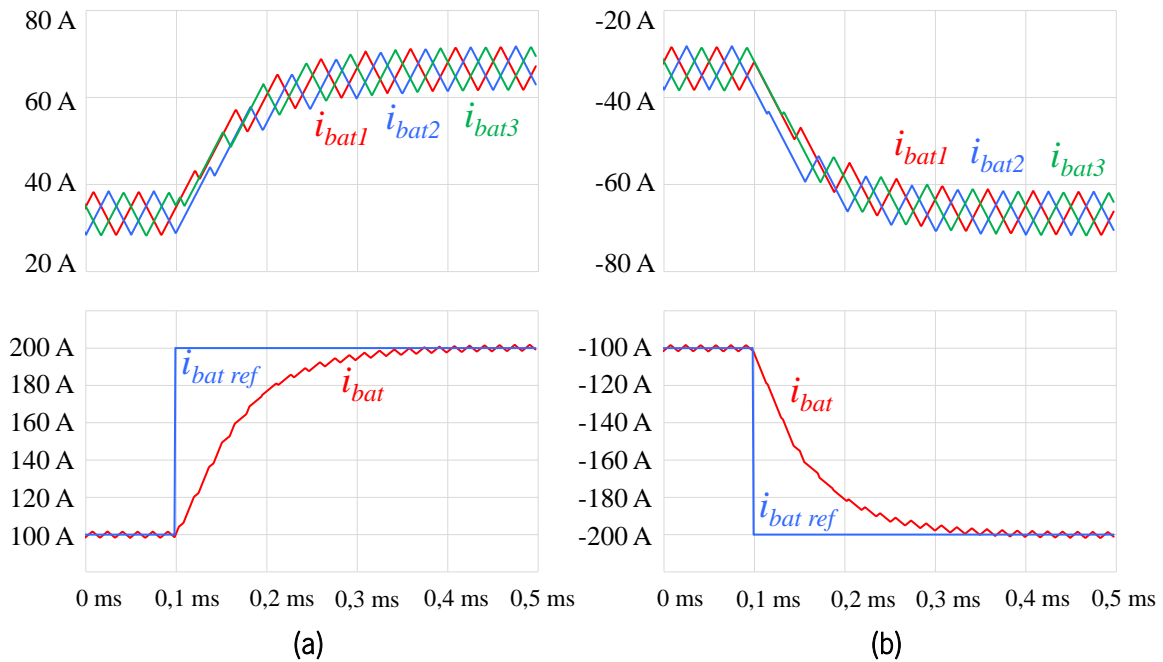 80 A
60 A
40 A
20 A
i_bat1 i_bat2 i_bat3
200 A
180 A
160 A
140 A
120 A
100 A
i_bat ref
i_bat
0 ms 0,1 ms 0,2 ms 0,3 ms 0,4 ms 0,5 ms
(a)
-20 A
-40 A
-60 A
-80 A
i_bat1 i_bat2 i_bat3
-100 A
-120 A
-140 A
-160 A
-180 A
-200 A
i_bat
i_bat ref
0 ms 0,1 ms 0,2 ms 0,3 ms 0,4 ms 0,5 ms
(b)